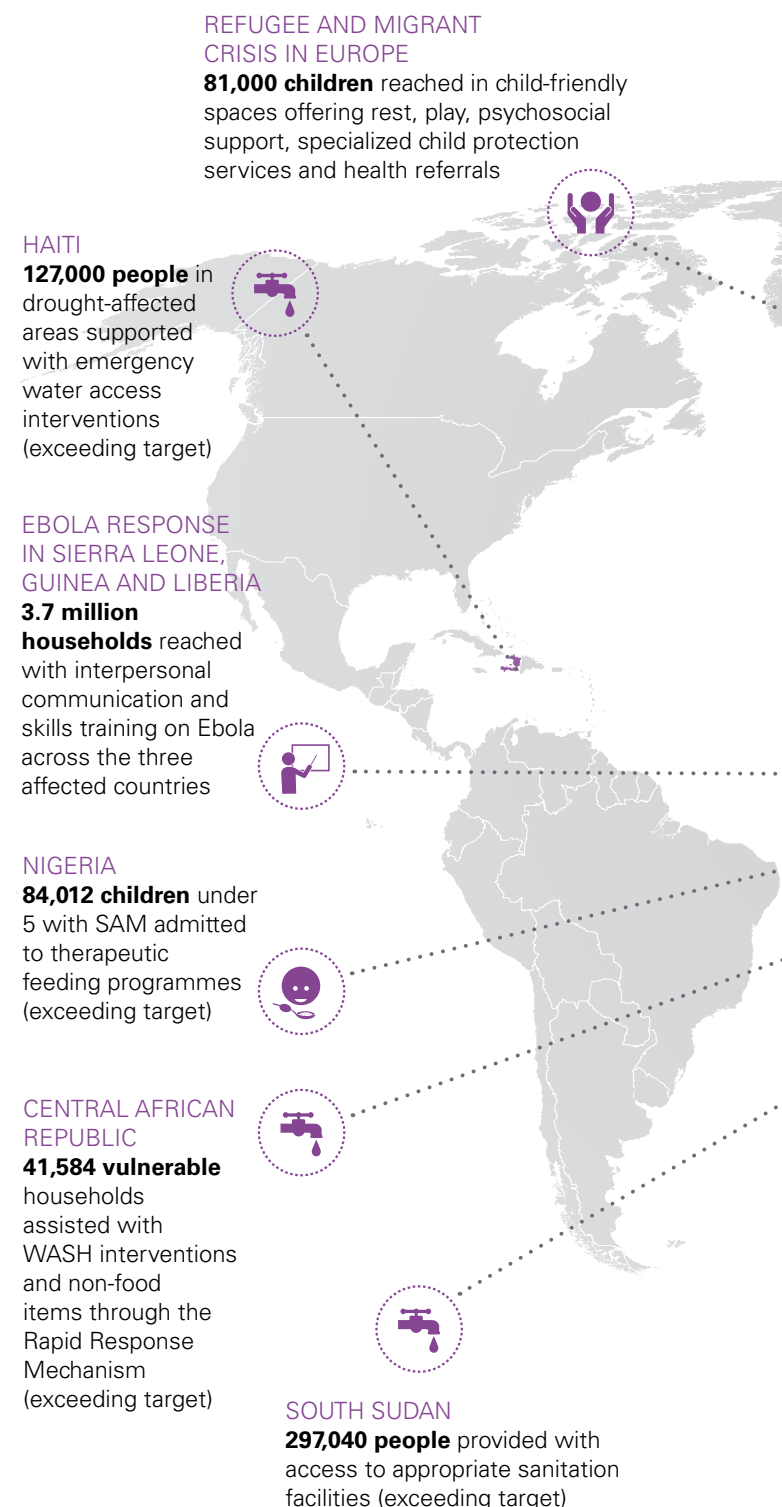 REFUGEE AND MIGRANT
CRISIS IN EUROPE
81,000 children reached in child-friendly
spaces offering rest, play, psychosocial
support, specialized child protection
services and health referrals
HAITI
127,000 people in
drought-affected
areas supported
with emergency
water access
interventions
(exceeding target)
EBOLA RESPONSE
IN SIERRA LEONE,
GUINEA AND LIBERIA
3.7 million
households reached
with interpersonal
communication and
skills training on Ebola
across the three
affected countries
NIGERIA
84,012 children under
5 with SAM admitted
to therapeutic
feeding programmes
(exceeding target)
CENTRAL AFRICAN
REPUBLIC
41,584 vulnerable
households
assisted with
WASH interventions
and non-food
items through the
Rapid Response
Mechanism
(exceeding target)
SOUTH SUDAN
297,040 people provided with
access to appropriate sanitation
facilities (exceeding target)